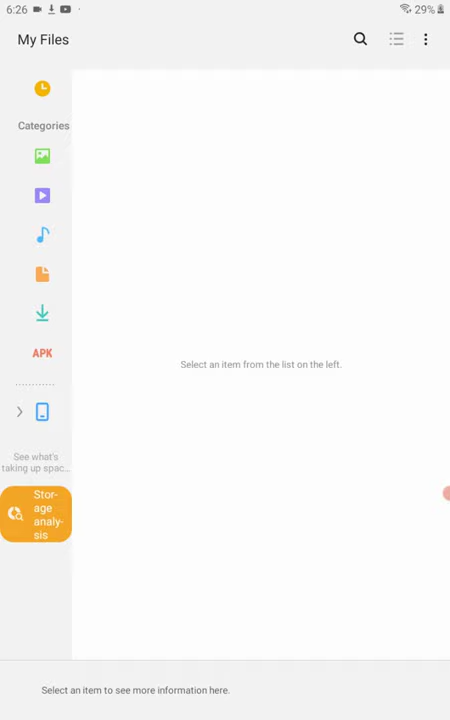 6:26
29%
My Files
Categories
APK
Select an item from the list on the left.
See what's
taking up spac...
Stor-
age
analy-
sis
Select an item to see more information here.